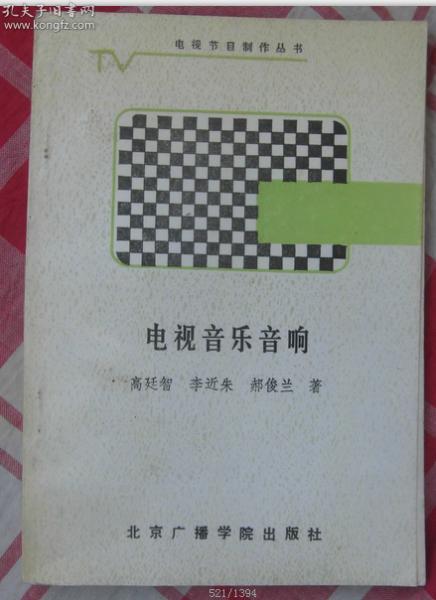 孔夫子旧书网
www.kongfz.com
电视节目制作丛书
TV
电视音乐音响
高廷智 李近朱 郝俊兰 著
北京广播学院出版社
521/1394